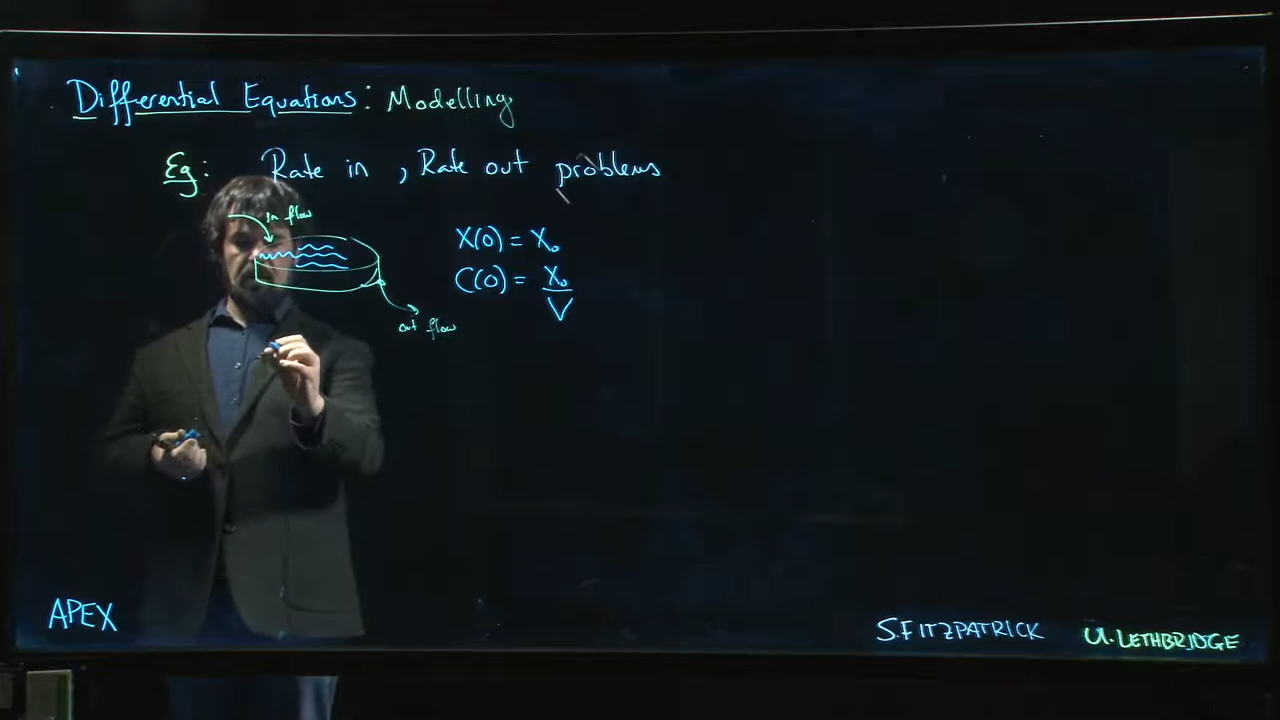 Differential Equations: Modelling
Eg: Rate in, Rate out problems
in flow
X(0) = X₀
C(0) = X₀/V
out flow
APEX
S.FITZPATRICK
U.LETHBRIDGE